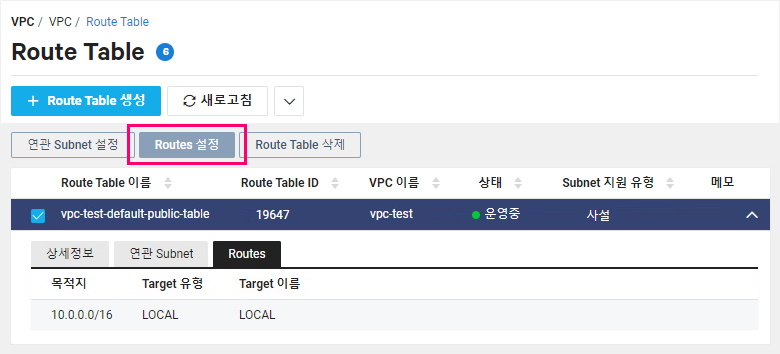 VPC / VPC / Route Table
Route Table 6
+ Route Table 생성 새로고침
연관 Subnet 설정 Routes 설정 Route Table 삭제
Route Table 이름 Route Table ID VPC 이름 상태 Subnet 지원 유형 메모
vpc-test-default-public-table 19647 vpc-test 운영중 사설
상세정보 연관 Subnet Routes
목적지 Target 유형 Target 이름
10.0.0.0/16 LOCAL LOCAL